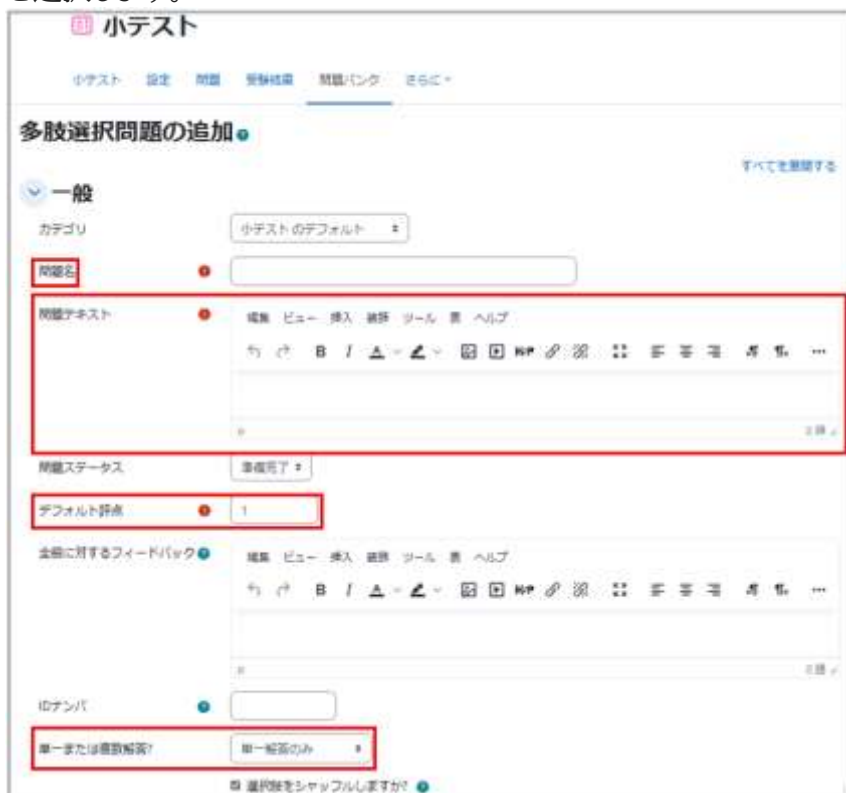 を選択します。
小テスト
小テスト 設定 問題 受験結果 問題バンク さらに
多肢選択問題の追加
すべてを展開する
一般
カテゴリ 小テスト のデフォルト
問題名
問題テキスト
編集 ビュー 挿入 書式 ツール 表 ヘルプ
B I A H-P
p
問題ステータス 準備完了
デフォルト評点 1
全般に対するフィードバック
編集 ビュー 挿入 書式 ツール 表 ヘルプ
B I A H-P
p
IDナンバ
単一または複数解答? 単一解答のみ
選択肢をシャッフルしますか?